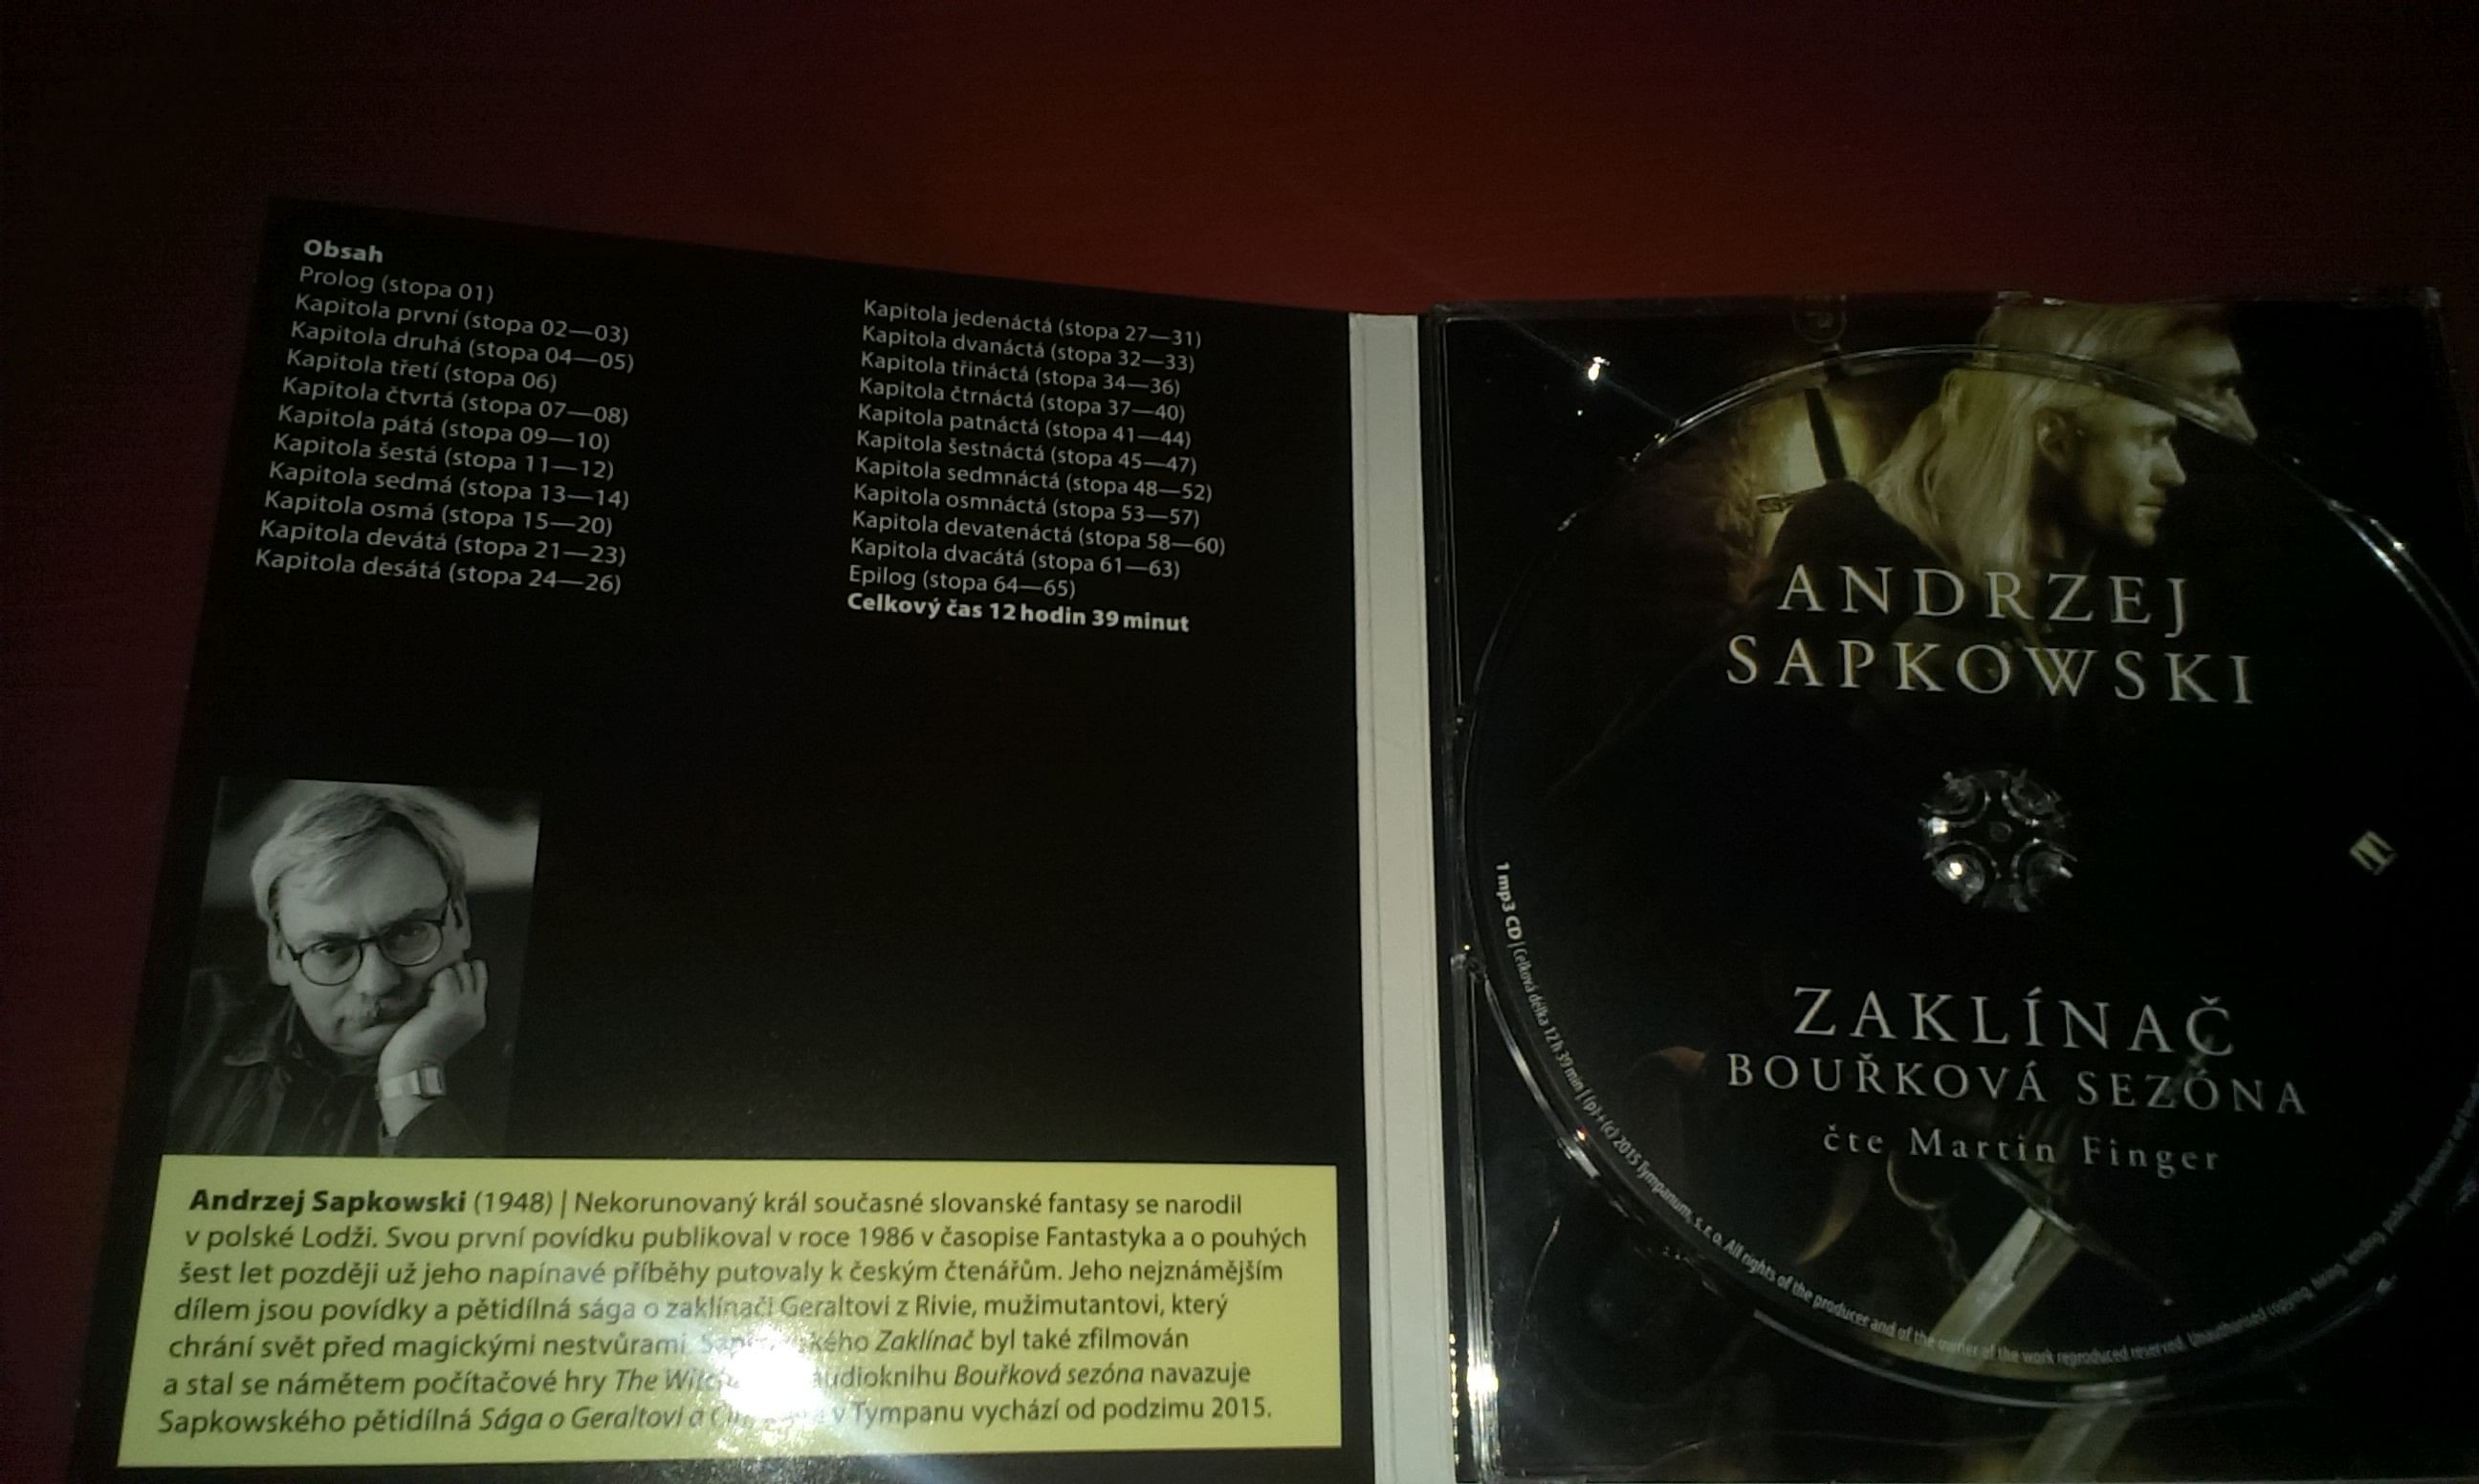 Obsah
Prolog (stopa 01)
Kapitola první (stopa 02—03)
Kapitola druhá (stopa 04—05)
Kapitola třetí (stopa 06)
Kapitola čtvrtá (stopa 07—08)
Kapitola pátá (stopa 09—10)
Kapitola šestá (stopa 11—12)
Kapitola sedmá (stopa 13—14)
Kapitola osmá (stopa 15—20)
Kapitola devátá (stopa 21—23)
Kapitola desátá (stopa 24—26)
Kapitola jedenáctá (stopa 27—31)
Kapitola dvanáctá (stopa 32—33)
Kapitola třináctá (stopa 34—36)
Kapitola čtrnáctá (stopa 37—40)
Kapitola patnáctá (stopa 41—44)
Kapitola šestnáctá (stopa 45—47)
Kapitola sedmnáctá (stopa 48—52)
Kapitola osmnáctá (stopa 53—57)
Kapitola devatenáctá (stopa 58—60)
Kapitola dvacátá (stopa 61—63)
Epilog (stopa 64—65)
Celkový čas 12 hodin 39 minut
Andrzej Sapkowski (1948) | Nekorunovaný král současné slovanské fantasy se narodil
v polské Lodži. Svou první povídku publikoval v roce 1986 v časopise Fantastyka a o pouhých
šest let později už jeho napínavé příběhy putovaly k českým čtenářům. Jeho nejznámějším
dílem jsou povídky a pětidílná sága o zaklínači Geraltovi z Rivie, mužimutantovi, který
chrání svět před magickými nestvůrami. Zaklínač byl také zfilmován
a stal se námětem počítačové hry The Bouřková sezóna navazuje
Sapkowského pětidílná Sága o Geraltovi a v Tympanu vychází od podzimu 2015.
ANDRZEJ
SAPKOWSKI
ZAKLÍNAČ
BOUŘKOVÁ SEZÓNA
čte Martin Finger
1 mp3 CD | Celková délka 12 h 39 min | (p) + (c) 2015 Tympanum, s. r. o. All rights of the producer and of the owner of the work reproduced reserved. Unauthorised copying, hiring, lending, public performance and